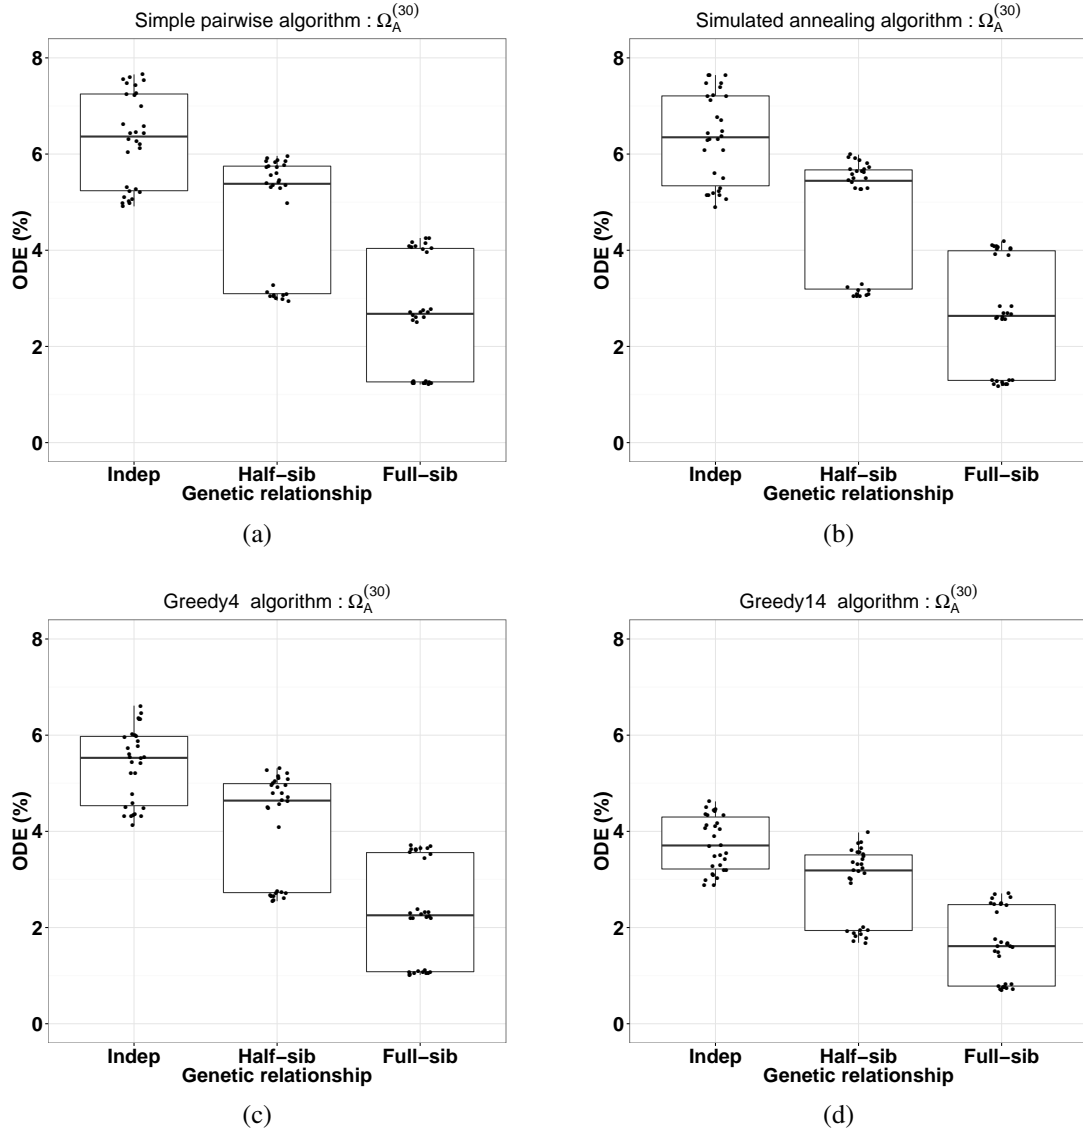 Simple pairwise algorithm : Ω_A^(30)
8
6
4
2
0
ODE (%)
Indep Half−sib Full−sib
Genetic relationship
(a)
Simulated annealing algorithm : Ω_A^(30)
8
6
4
2
0
ODE (%)
Indep Half−sib Full−sib
Genetic relationship
(b)
Greedy4 algorithm : Ω_A^(30)
8
6
4
2
0
ODE (%)
Indep Half−sib Full−sib
Genetic relationship
(c)
Greedy14 algorithm : Ω_A^(30)
8
6
4
2
0
ODE (%)
Indep Half−sib Full−sib
Genetic relationship
(d)